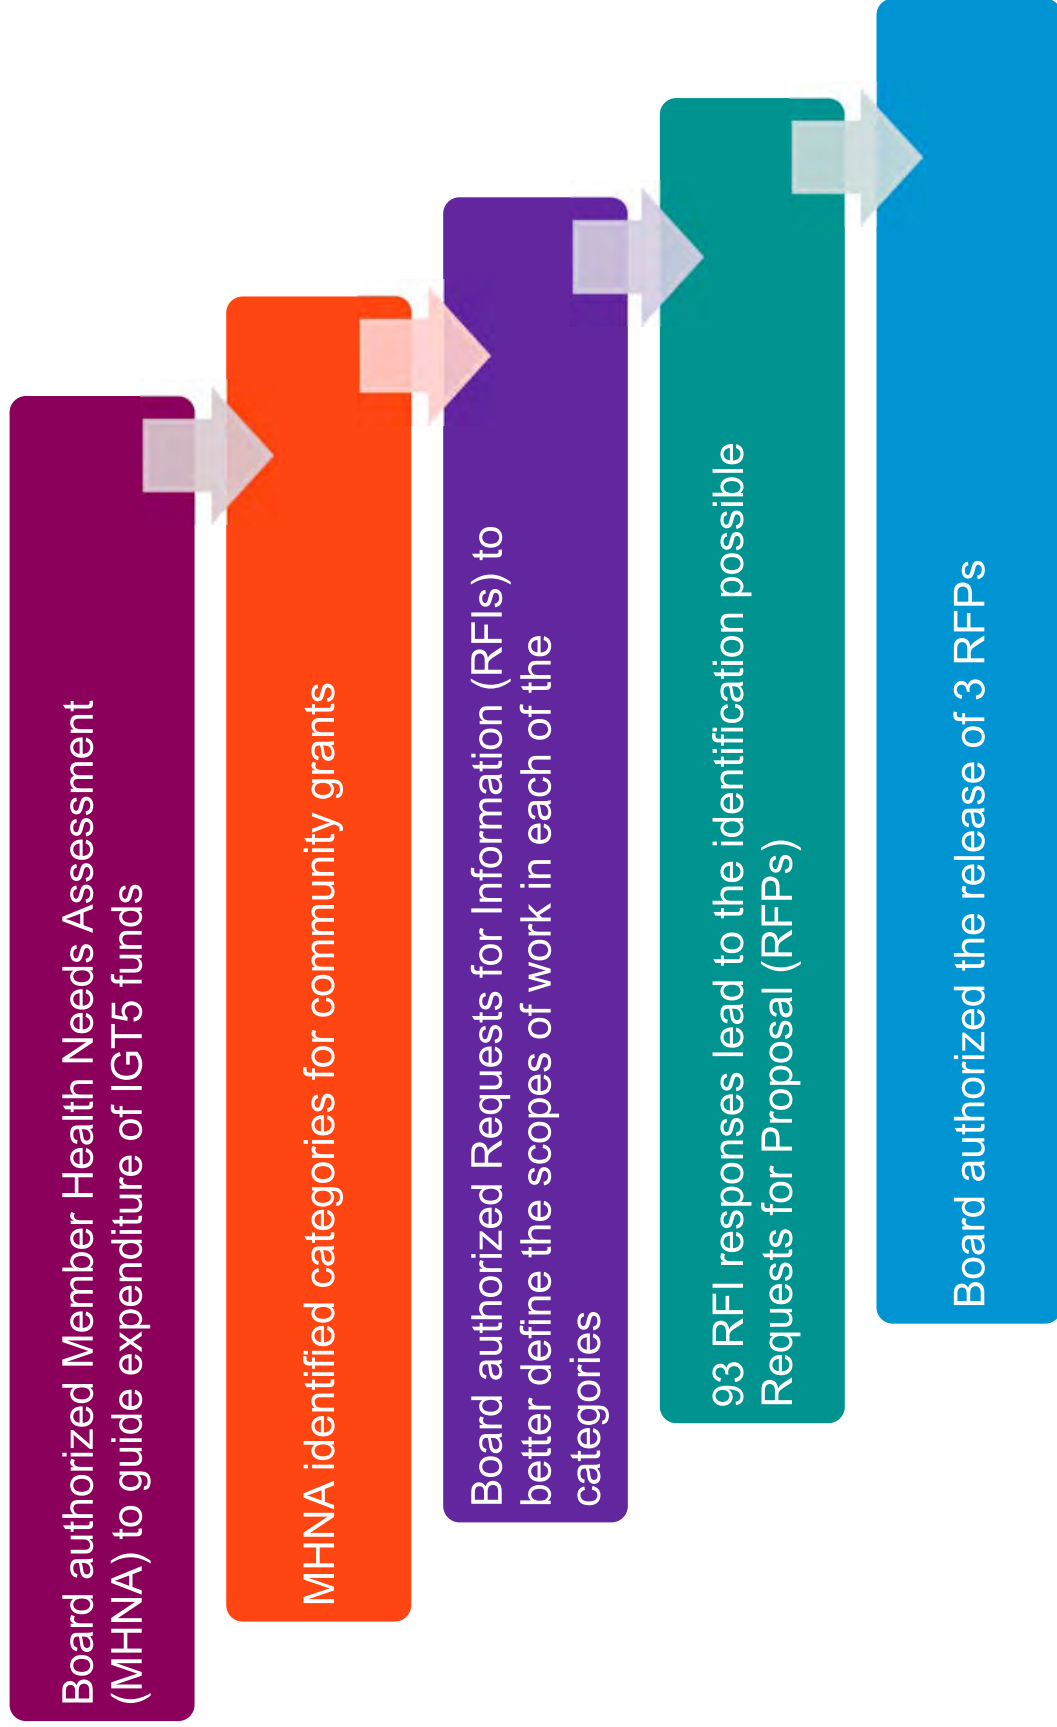 Board authorized Member Health Needs Assessment
(MHNA) to guide expenditure of IGT5 funds
MHNA identified categories for community grants
Board authorized Requests for Information (RFIs) to
better define the scopes of work in each of the
categories
93 RFI responses lead to the identification possible
Requests for Proposal (RFPs)
Board authorized the release of 3 RFPs